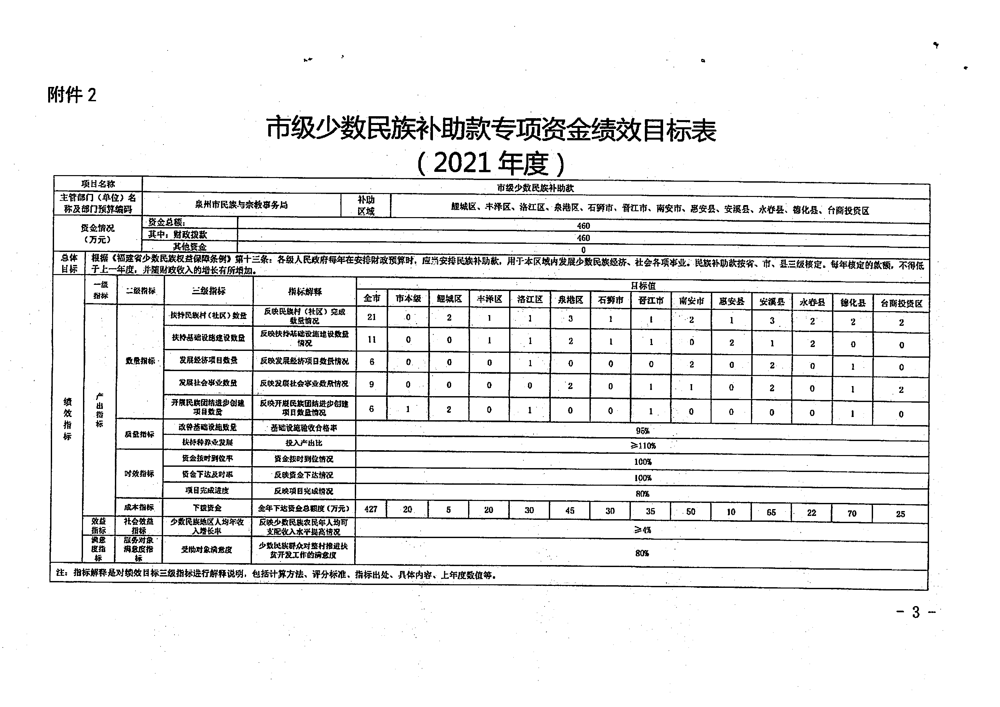 附件 2
市级少数民族补助款专项资金绩效目标表
（2021 年度）
项目名称 市级少数民族补助款
主管部门（单位）名
称及部门预算编码
泉州市民族与宗教事务局
补助
区域
鲤城区、丰泽区、洛江区、泉港区、石狮市、晋江市、南安市、惠安县、安溪县、永春县、德化县、台商投资区
资金情况
（万元）
资金总额： 460
其中：财政拨款 460
其他资金 0
总体
目标
根据《福建省少数民族权益保障条例》第十三条：各级人民政府每年在安排财政预算时，应当安排民族补助款，用于本区域内发展少数民族经济、社会各项事业。民族补助款按省、市、县三级核定。每年核定的款额，不得低
于上一年度，并随财政收入的增长有所增加。
绩效指标
一级
指标
二级指标 三级指标 指标解释 目标值
全市 市本级 鲤城区 丰泽区 洛江区 泉港区 石狮市 晋江市 南安市 惠安县 安溪县 永春县 德化县 台商投资区
产出指标
数量指标
扶持民族村（社区）数量
反映民族村（社区）完成
数量情况
21 0 2 1 1 3 1 1 2 1 3 2 2 2
扶持基础设施建设数量
反映扶持基础设施建设数量
情况
11 0 0 1 1 2 1 1 0 2 1 2 0 0
发展经济项目数量 反映发展经济项目数量情况 6 0 0 0 1 0 0 0 2 0 2 0 1 0
发展社会事业数量 反映发展社会事业数量情况 9 0 0 0 0 2 0 1 1 0 2 0 1 2
开展民族团结进步创建
项目数量
反映开展民族团结进步创建
项目数量情况
6 1 2 0 1 0 0 1 0 0 0 0 1 0
质量指标
改善基础设施数量 基础设施验收合格率 95%
扶持种养业发展 投入产出比 ≥110%
时效指标
资金按时到位率 资金按时到位情况 100%
资金下达及时率 反映资金下达情况 100%
项目完成进度 反映项目完成情况 80%
成本指标 下拨资金 全年下达资金总额度（万元） 427 20 5 20 30 45 30 35 50 10 65 22 70 25
效益
指标
社会效益
指标
少数民族地区人均年收
入增长率
反映少数民族农民年人均可
支配收入水平提高情况
≥4%
满意
度指
标
服务对象
满意度指
标
受助对象满意度
少数民族群众对整村推进扶
贫开发工作的满意度
80%
注：指标解释是对绩效目标三级指标进行解释说明，包括计算方法、评分标准、指标出处、具体内容、上年度数值等。
- 3 -